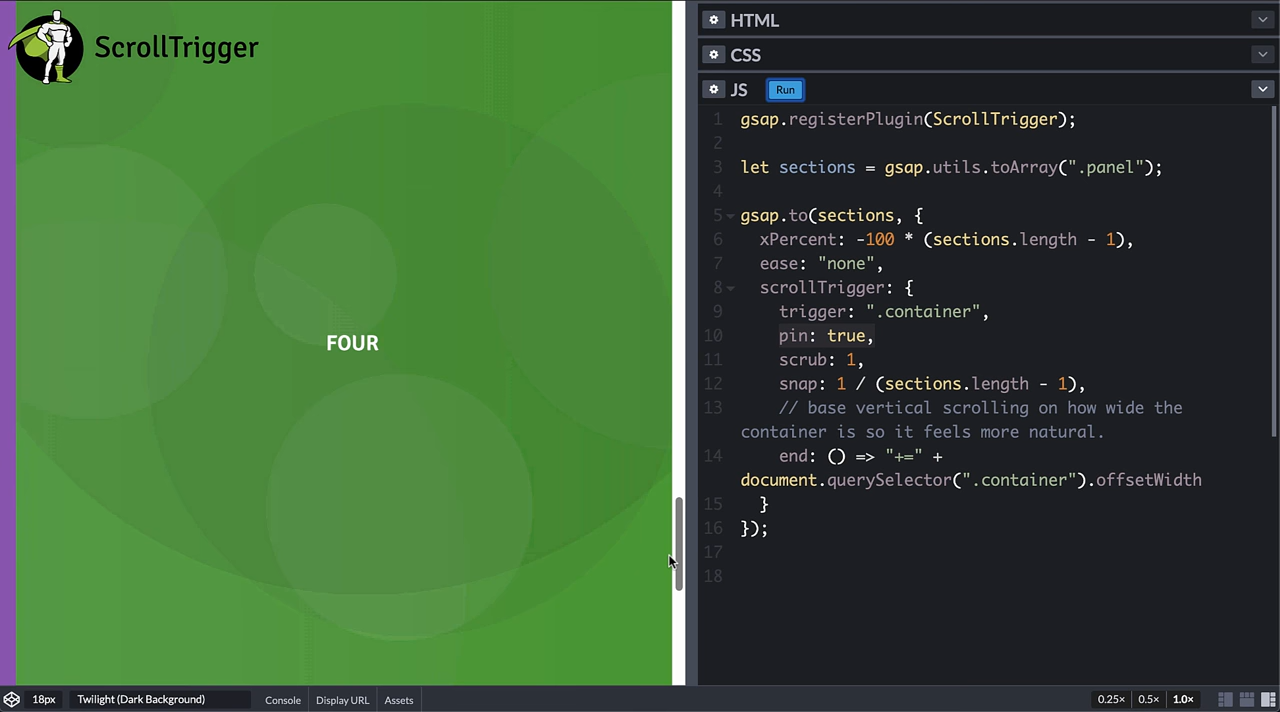 ScrollTrigger
FOUR
HTML
CSS
JS Run
1 gsap.registerPlugin(ScrollTrigger);
2
3 let sections = gsap.utils.toArray(".panel");
4
5 gsap.to(sections, {
6 xPercent: -100 * (sections.length - 1),
7 ease: "none",
8 scrollTrigger: {
9 trigger: ".container",
10 pin: true,
11 scrub: 1,
12 snap: 1 / (sections.length - 1),
13 // base vertical scrolling on how wide the
container is so it feels more natural.
14 end: () => "+=" +
document.querySelector(".container").offsetWidth
15 }
16 });
17
18
18px Twilight (Dark Background) Console Display URL Assets 0.25× 0.5× 1.0×